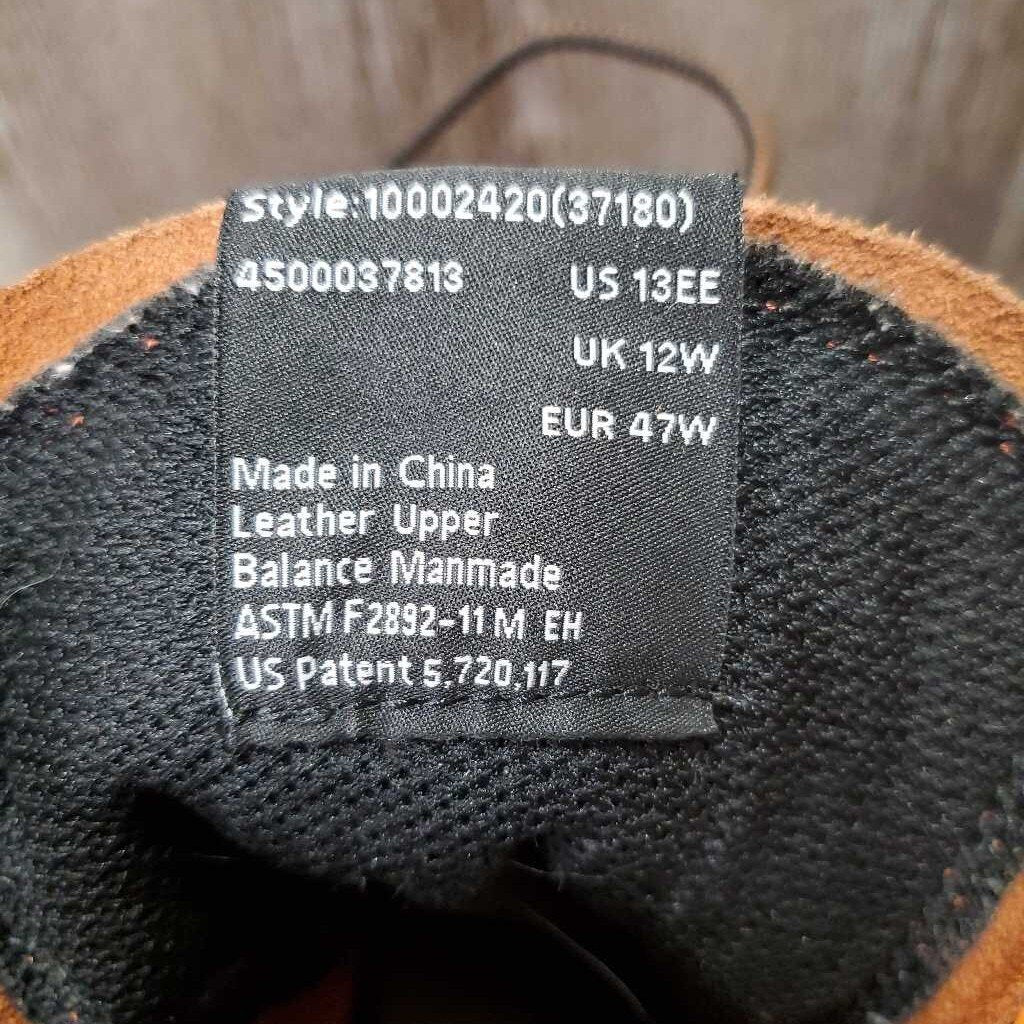 Style:10002420(37180)
4500037813 US 13EE
UK 12W
EUR 47W
Made in China
Leather Upper
Balance Manmade
ASTM F2892-11 M EH
US Patent 5,720,117